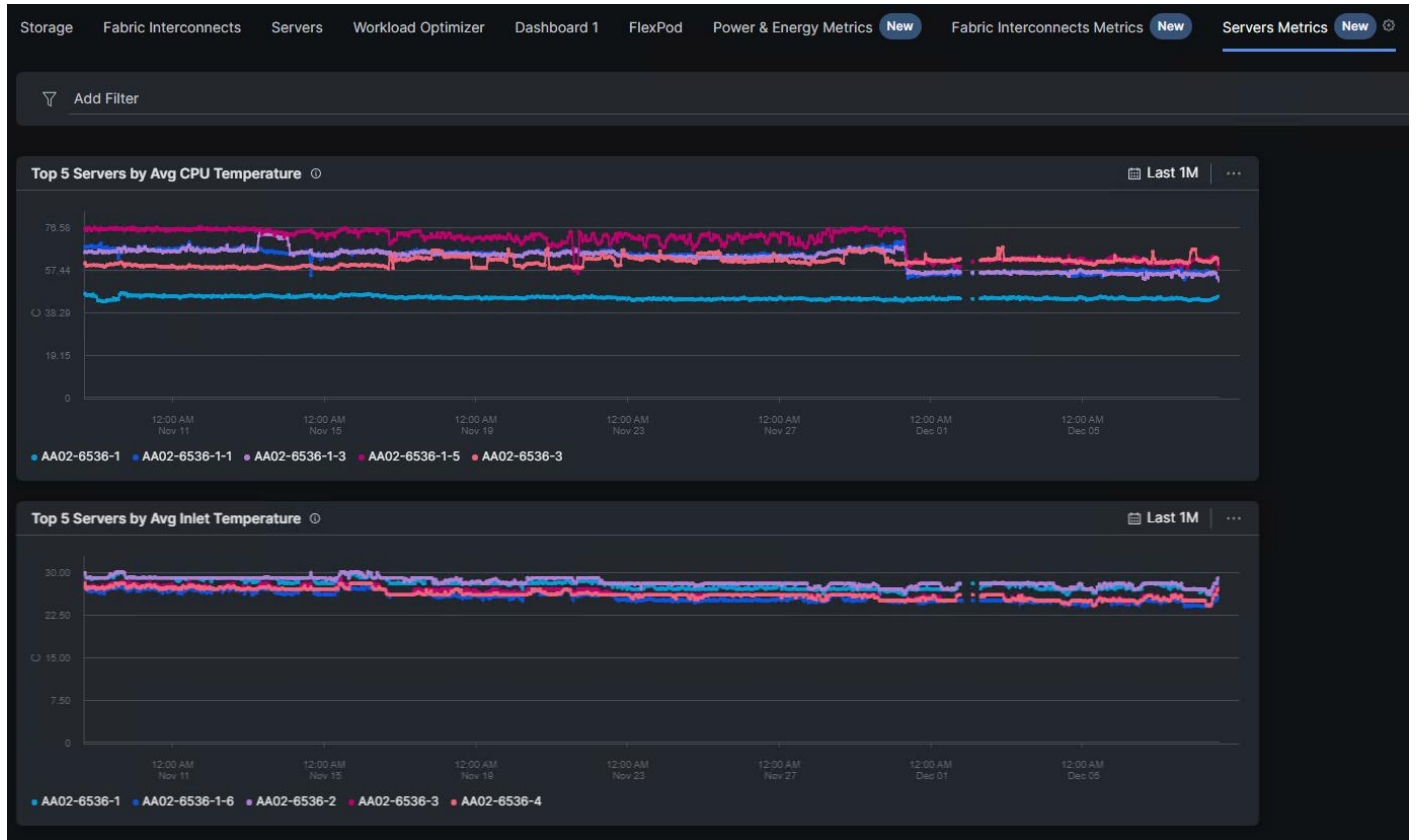 Storage Fabric Interconnects Servers Workload Optimizer Dashboard 1 FlexPod Power & Energy Metrics New Fabric Interconnects Metrics New Servers Metrics New
Add Filter
Top 5 Servers by Avg CPU Temperature Last 1M
76.58
57.44
C 38.29
19.15
0
12:00 AM 12:00 AM 12:00 AM 12:00 AM 12:00 AM 12:00 AM 12:00 AM
Nov 11 Nov 15 Nov 19 Nov 23 Nov 27 Dec 01 Dec 05
AA02-6536-1 AA02-6536-1-1 AA02-6536-1-3 AA02-6536-1-5 AA02-6536-3
Top 5 Servers by Avg Inlet Temperature Last 1M
30.00
22.50
C 15.00
7.50
0
12:00 AM 12:00 AM 12:00 AM 12:00 AM 12:00 AM 12:00 AM 12:00 AM
Nov 11 Nov 15 Nov 19 Nov 23 Nov 27 Dec 01 Dec 05
AA02-6536-1 AA02-6536-1-6 AA02-6536-2 AA02-6536-3 AA02-6536-4